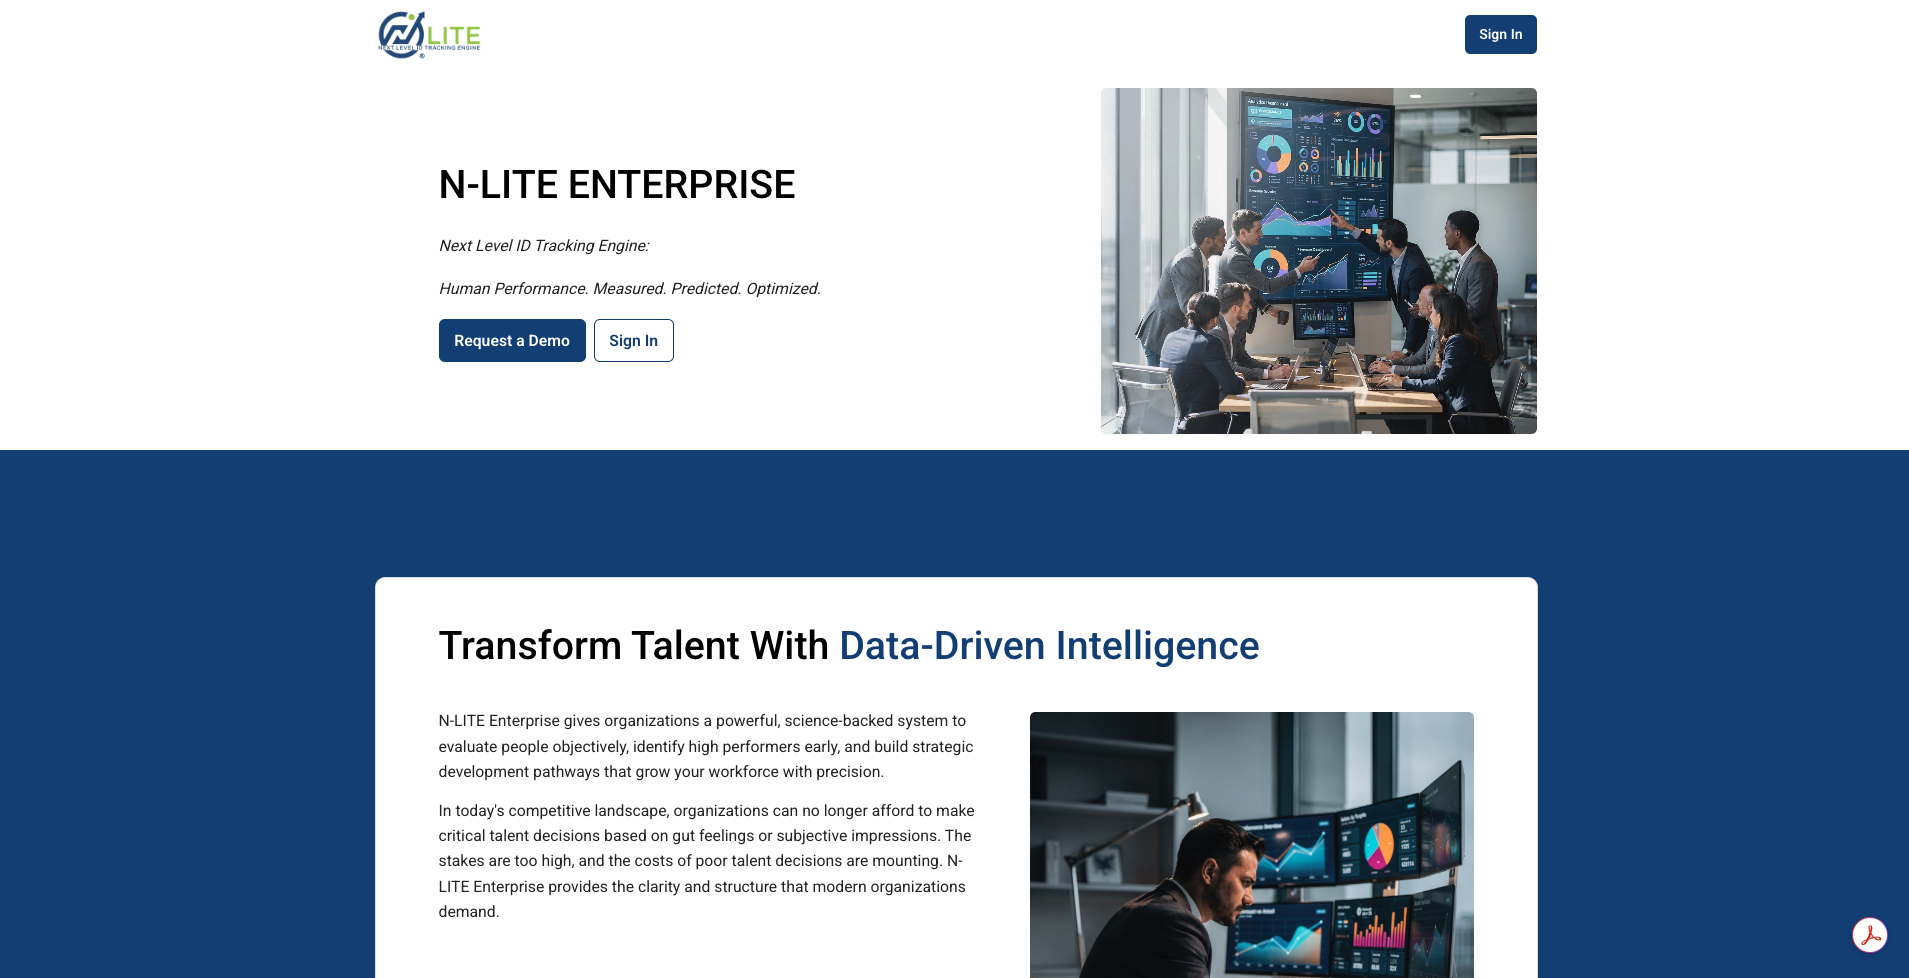 LITE
NEXT LEVEL ID TRACKING ENGINE
®
Sign In
N-LITE ENTERPRISE
Next Level ID Tracking Engine:
Human Performance. Measured. Predicted. Optimized.
Request a Demo
Sign In
Transform Talent With Data-Driven Intelligence
N-LITE Enterprise gives organizations a powerful, science-backed system to
evaluate people objectively, identify high performers early, and build strategic
development pathways that grow your workforce with precision.
In today's competitive landscape, organizations can no longer afford to make
critical talent decisions based on gut feelings or subjective impressions. The
stakes are too high, and the costs of poor talent decisions are mounting. N-
LITE Enterprise provides the clarity and structure that modern organizations
demand.